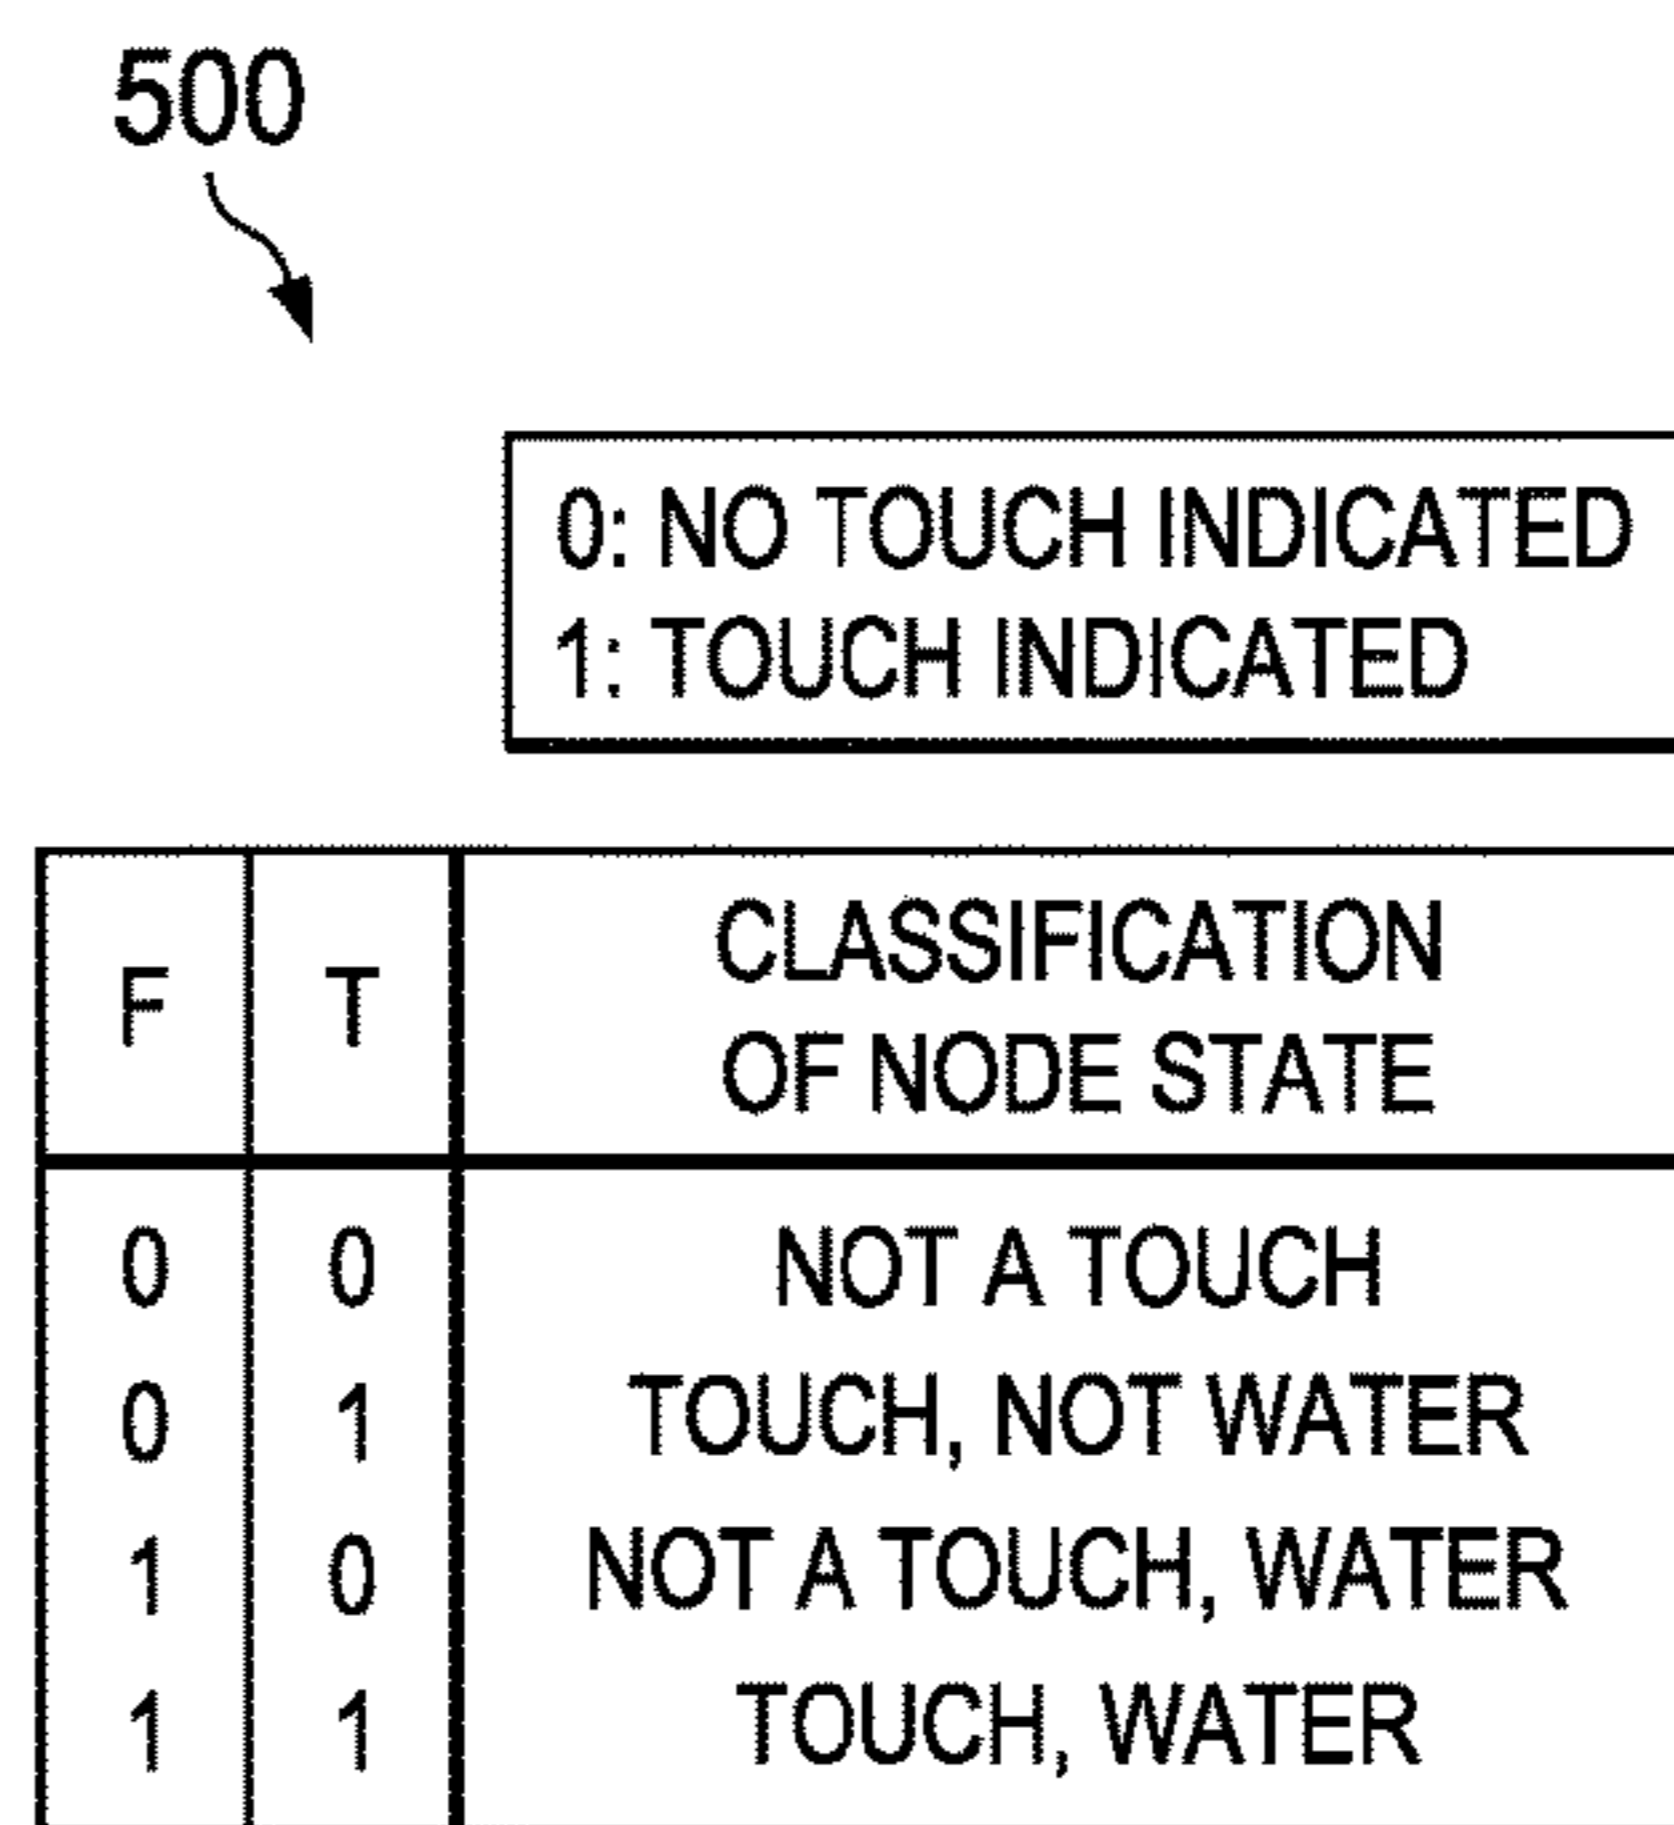 500
0: NO TOUCH INDICATED
1: TOUCH INDICATED
F T CLASSIFICATION
OF NODE STATE
0 0 NOT A TOUCH
0 1 TOUCH, NOT WATER
1 0 NOT A TOUCH, WATER
1 1 TOUCH, WATER